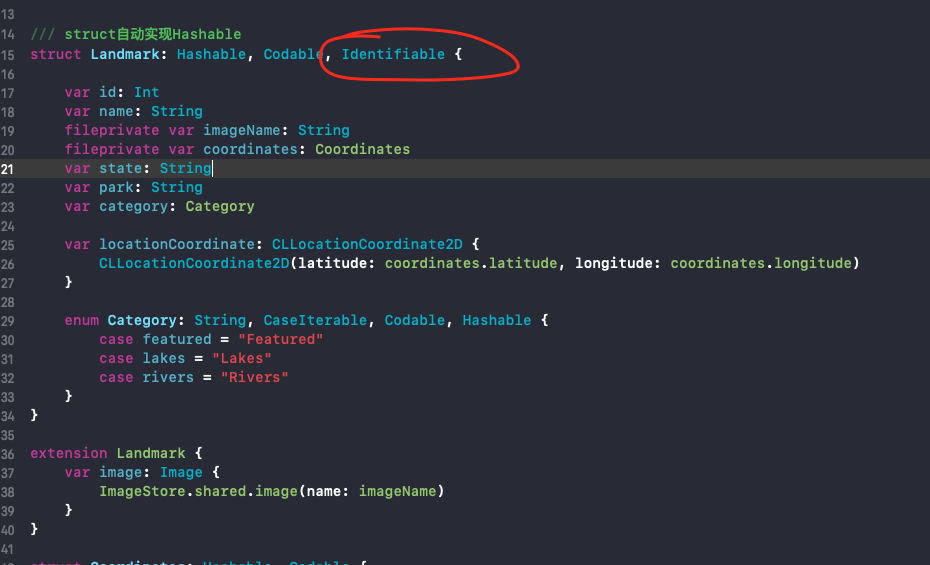 13
14 /// struct自动实现Hashable
15 struct Landmark: Hashable, Codable, Identifiable {
16
17 var id: Int
18 var name: String
19 fileprivate var imageName: String
20 fileprivate var coordinates: Coordinates
21 var state: String
22 var park: String
23 var category: Category
24
25 var locationCoordinate: CLLocationCoordinate2D {
26 CLLocationCoordinate2D(latitude: coordinates.latitude, longitude: coordinates.longitude)
27 }
28
29 enum Category: String, CaseIterable, Codable, Hashable {
30 case featured = "Featured"
31 case lakes = "Lakes"
32 case rivers = "Rivers"
33 }
34 }
35
36 extension Landmark {
37 var image: Image {
38 ImageStore.shared.image(name: imageName)
39 }
40 }
41
struct Coordinates: Hashable, Codable {